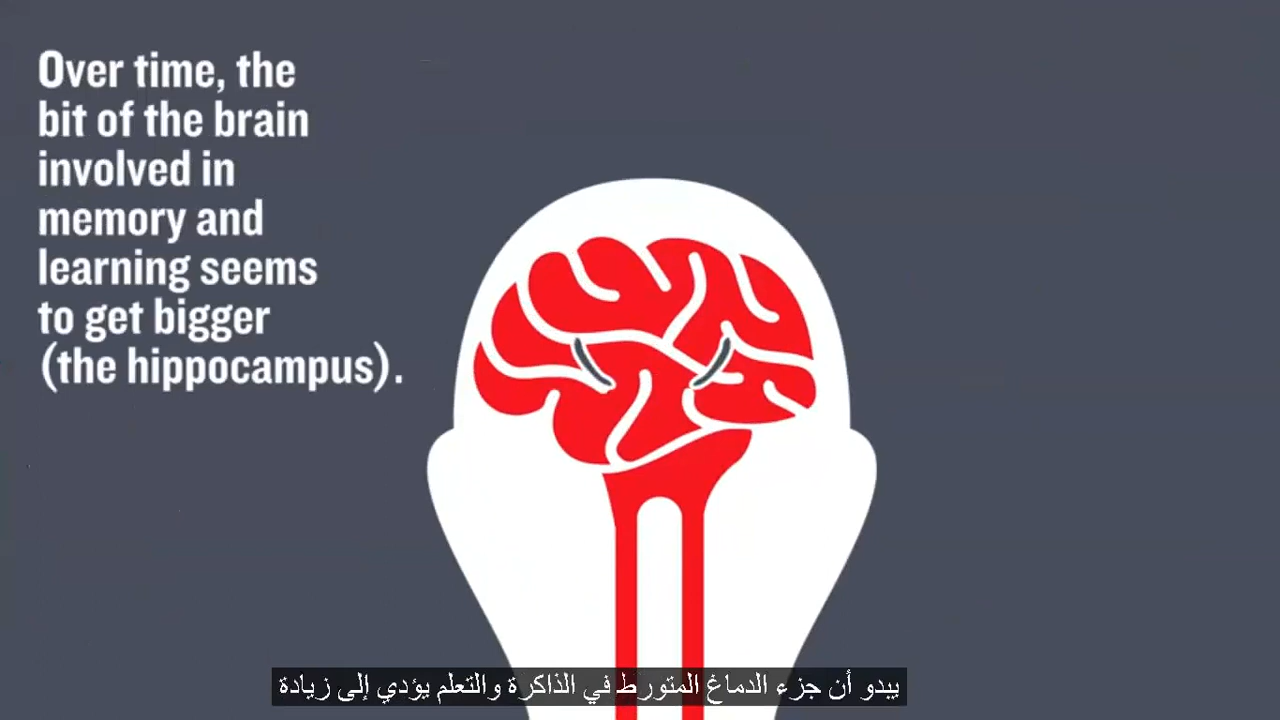 Over time, the
bit of the brain
involved in
memory and
learning seems
to get bigger
(the hippocampus).
يبدو أن جزء الدماغ المتورط في الذاكرة والتعلم يؤدي إلى زيادة